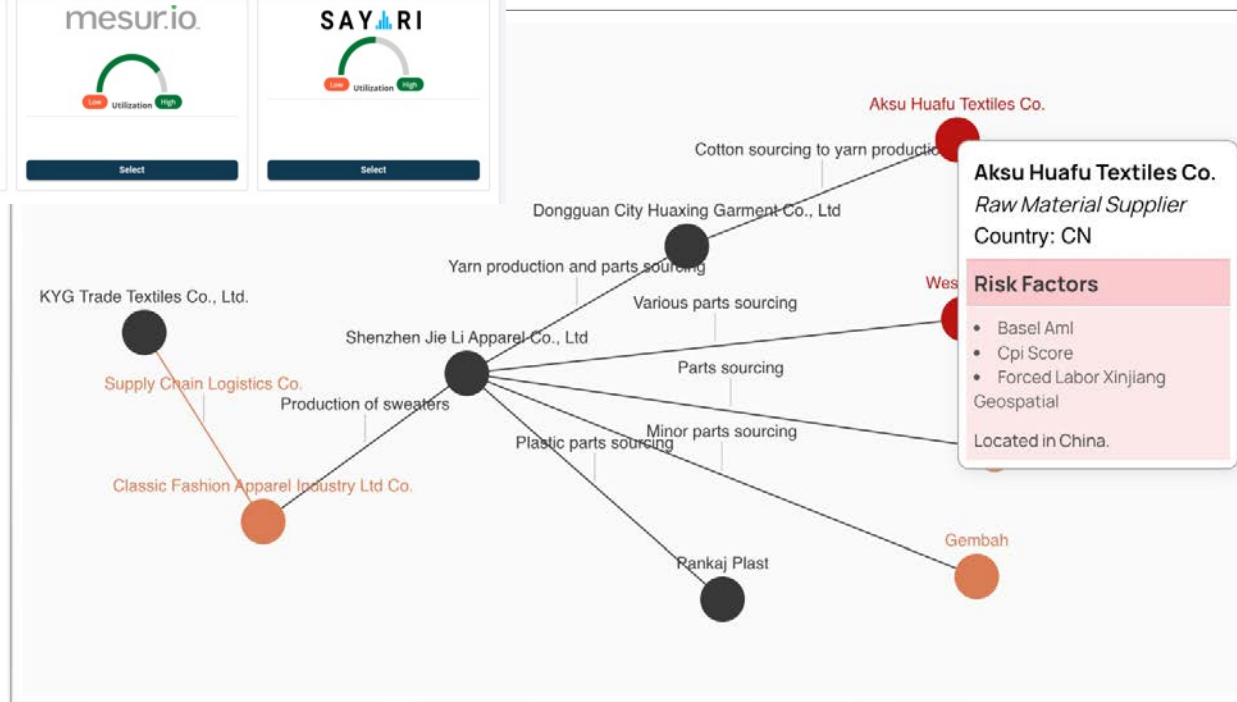 mesur.io
SAYARI
Low Utilization High
Low Utilization High
Select
Select
Aksu Huafu Textiles Co.
Cotton sourcing to yarn productio
Aksu Huafu Textiles Co.
Raw Material Supplier
Country: CN
Risk Factors
• Basel Aml
• Cpi Score
• Forced Labor Xinjiang
Geospatial
Located in China.
Dongguan City Huaxing Garment Co., Ltd
Yarn production and parts sourcing
Wes
KYG Trade Textiles Co., Ltd.
Various parts sourcing
Shenzhen Jie Li Apparel Co., Ltd
Parts sourcing
Supply Chain Logistics Co.
Production of sweaters
Minor parts sourcing
Plastic parts sourcing
Classic Fashion Apparel Industry Ltd Co.
Gembah
Pankaj Plast